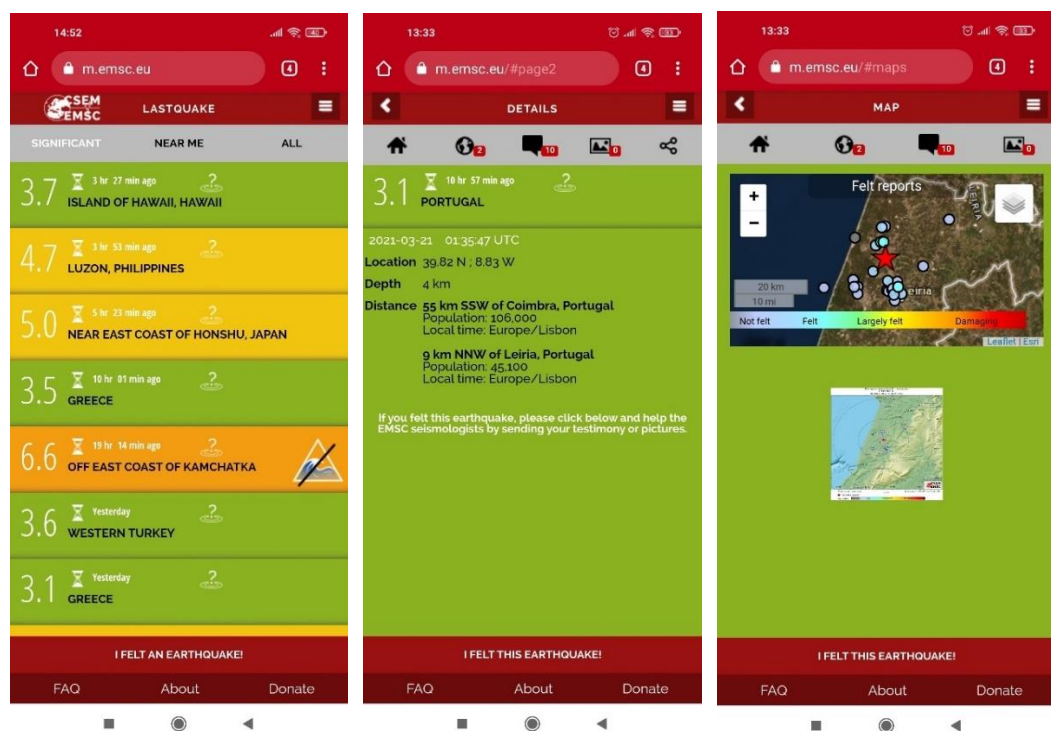 14:52
m.emsc.eu
4
CSEM
EMSC
LASTQUAKE
SIGNIFICANT NEAR ME ALL
3.7
3 hr 27 min ago
?
ISLAND OF HAWAII, HAWAII
4.7
3 hr 53 min ago
?
LUZON, PHILIPPINES
5.0
5 hr 23 min ago
?
NEAR EAST COAST OF HONSHU, JAPAN
3.5
10 hr 01 min ago
?
GREECE
6.6
19 hr 14 min ago
?
OFF EAST COAST OF KAMCHATKA
3.6
Yesterday
?
WESTERN TURKEY
3.1
Yesterday
?
GREECE
I FELT AN EARTHQUAKE!
FAQ About Donate
13:33
m.emsc.eu/#page2
4
DETAILS
2 10 0
3.1
10 hr 57 min ago
?
PORTUGAL
2021-03-21 01:35:47 UTC
Location 39.82 N ; 8.83 W
Depth 4 km
Distance 55 km SSW of Coimbra, Portugal
Population: 106,000
Local time: Europe/Lisbon
9 km NNW of Leiria, Portugal
Population: 45,100
Local time: Europe/Lisbon
If you felt this earthquake, please click below and help the
EMSC seismologists by sending your testimony or pictures.
I FELT THIS EARTHQUAKE!
FAQ About Donate
13:33
m.emsc.eu/#maps
4
MAP
2 10 0
+
−
Felt reports
LEIRIA
eiria
20 km
10 mi
Not felt Felt Largely felt Damaging
Leaflet | Esri
I FELT THIS EARTHQUAKE!
FAQ About Donate